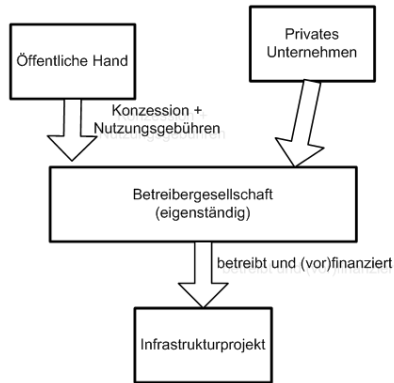 Öffentliche Hand
Privates
Unternehmen
Konzession +
Nutzungsgebühren
Betreibergesellschaft
(eigenständig)
betreibt und (vor)finanziert
Infrastrukturprojekt